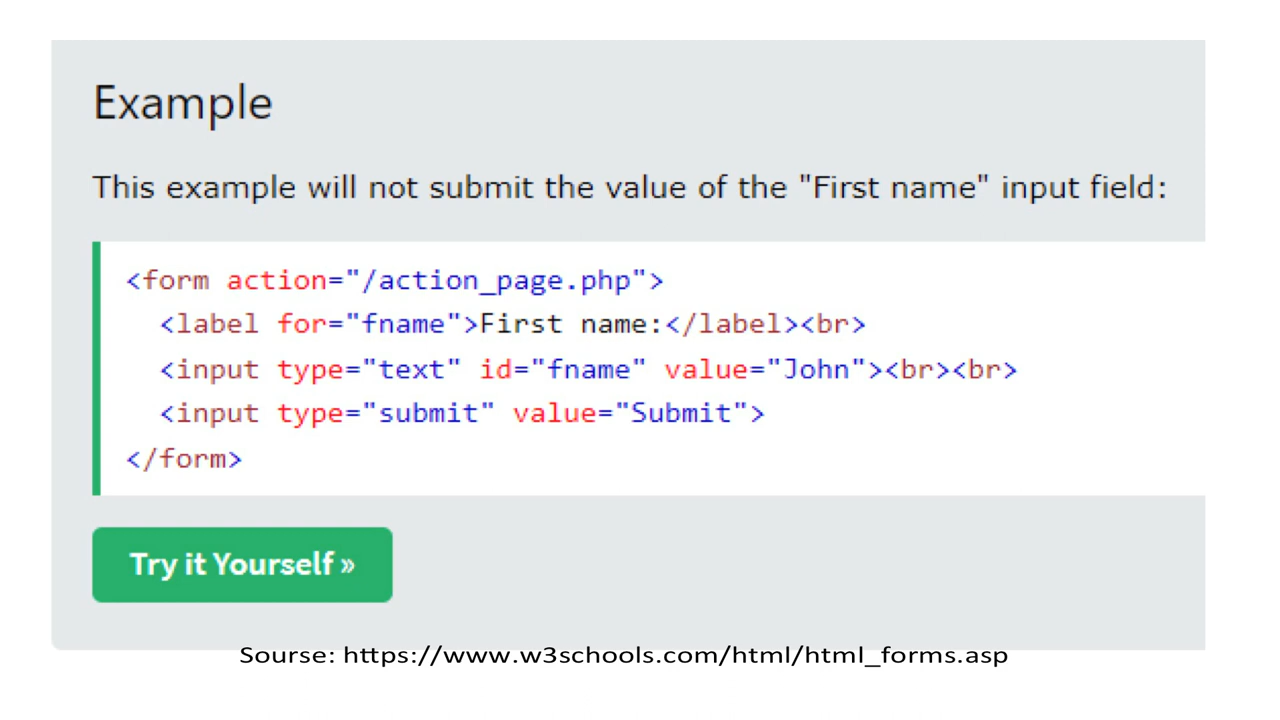 Example
This example will not submit the value of the "First name" input field:
<form action="/action_page.php">
<label for="fname">First name:</label><br>
<input type="text" id="fname" value="John"><br><br>
<input type="submit" value="Submit">
</form>
Try it Yourself »
Sourse: https://www.w3schools.com/html/html_forms.asp